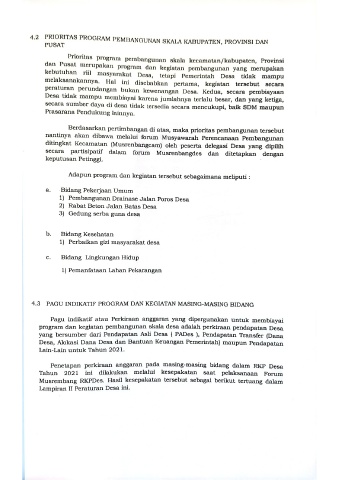 4.2 PRIORITAS PROGRAM PEMBANGUNAN SKALA KABUPATEN, PROVINSI DAN
PUSAT
Prioritas program pembangunan skala kecamatan/kabupaten, Provinsi
dan Pusat merupakan program dan kegiatan pembangunan yang merupakan
kebutuhan riil masyarakat Desa, tetapi Pemerintah Desa tidak mampu
melaksanakannya. Hal ini disebabkan pertama, kegiatan tersebut secara
peraturan perundangan bukan kewenangan Desa. Kedua, secara pembiayaan
Desa tidak mampu membiayai karena jumlahnya terlalu besar, dan yang ketiga,
secara sumber daya di desa tidak tersedia secara mencukupi, baik SDM maupun
Prasarana Pendukung lainnya.
Berdasarkan pertimbangan di atas, maka prioritas pembangunan tersebut
nantinya akan dibawa melalui forum Musyawarah Perencanaan Pembangunan
ditingkat Kecamatan (Musrenbangcam) oleh peserta delegasi Desa yang dipilih
secara partisipatif dalam forum Musrenbangdes dan ditetapkan dengan
keputusan Petinggi.
Adapun program dan kegiatan tersebut sebagaimana meliputi :
a. Bidang Pekerjaan Umum
1) Pembangunan Drainase Jalan Poros Desa
2) Rabat Beton Jalan Batas Desa
3) Gedung serba guna desa
b. Bidang Kesehatan
1) Perbaikan gizi masyarakat desa
c. Bidang Lingkungan Hidup
1) Pemanfataan Lahan Pekarangan
4.3 PAGU INDIKATIF PROGRAM DAN KEGIATAN MASING-MASING BIDANG
Pagu indikatif atau Perkiraan anggaran yang dipergunakan untuk membiayai
program dan kegiatan pembangunan skala desa adalah perkiraan pendapatan Desa
yang bersumber dari Pendapatan Asli Desa ( PADes ), Pendapatan Transfer (Dana
Desa, Alokasi Dana Desa dan Bantuan Keuangan Pemerintah) maupun Pendapatan
Lain-Lain untuk Tahun 2021.
Penetapan perkiraan anggaran pada masing-masing bidang dalam RKP Desa
Tahun 2021 ini dilakukan melalui kesepakatan saat pelaksanaan Forum
Musrenbang RKPDes. Hasil kesepakatan tersebut sebagai berikut tertuang dalam
Lampiran II Peraturan Desa ini.